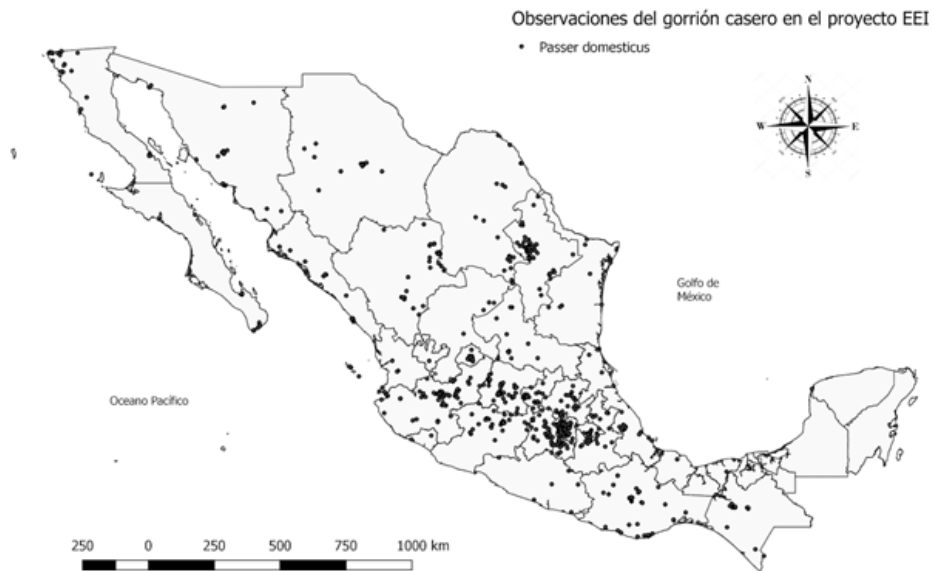 Observaciones del gorrión casero en el proyecto EEI
Passer domesticus
N
W
E
S
Golfo de
México
Oceano Pacífico
250 0 250 500 750 1000 km